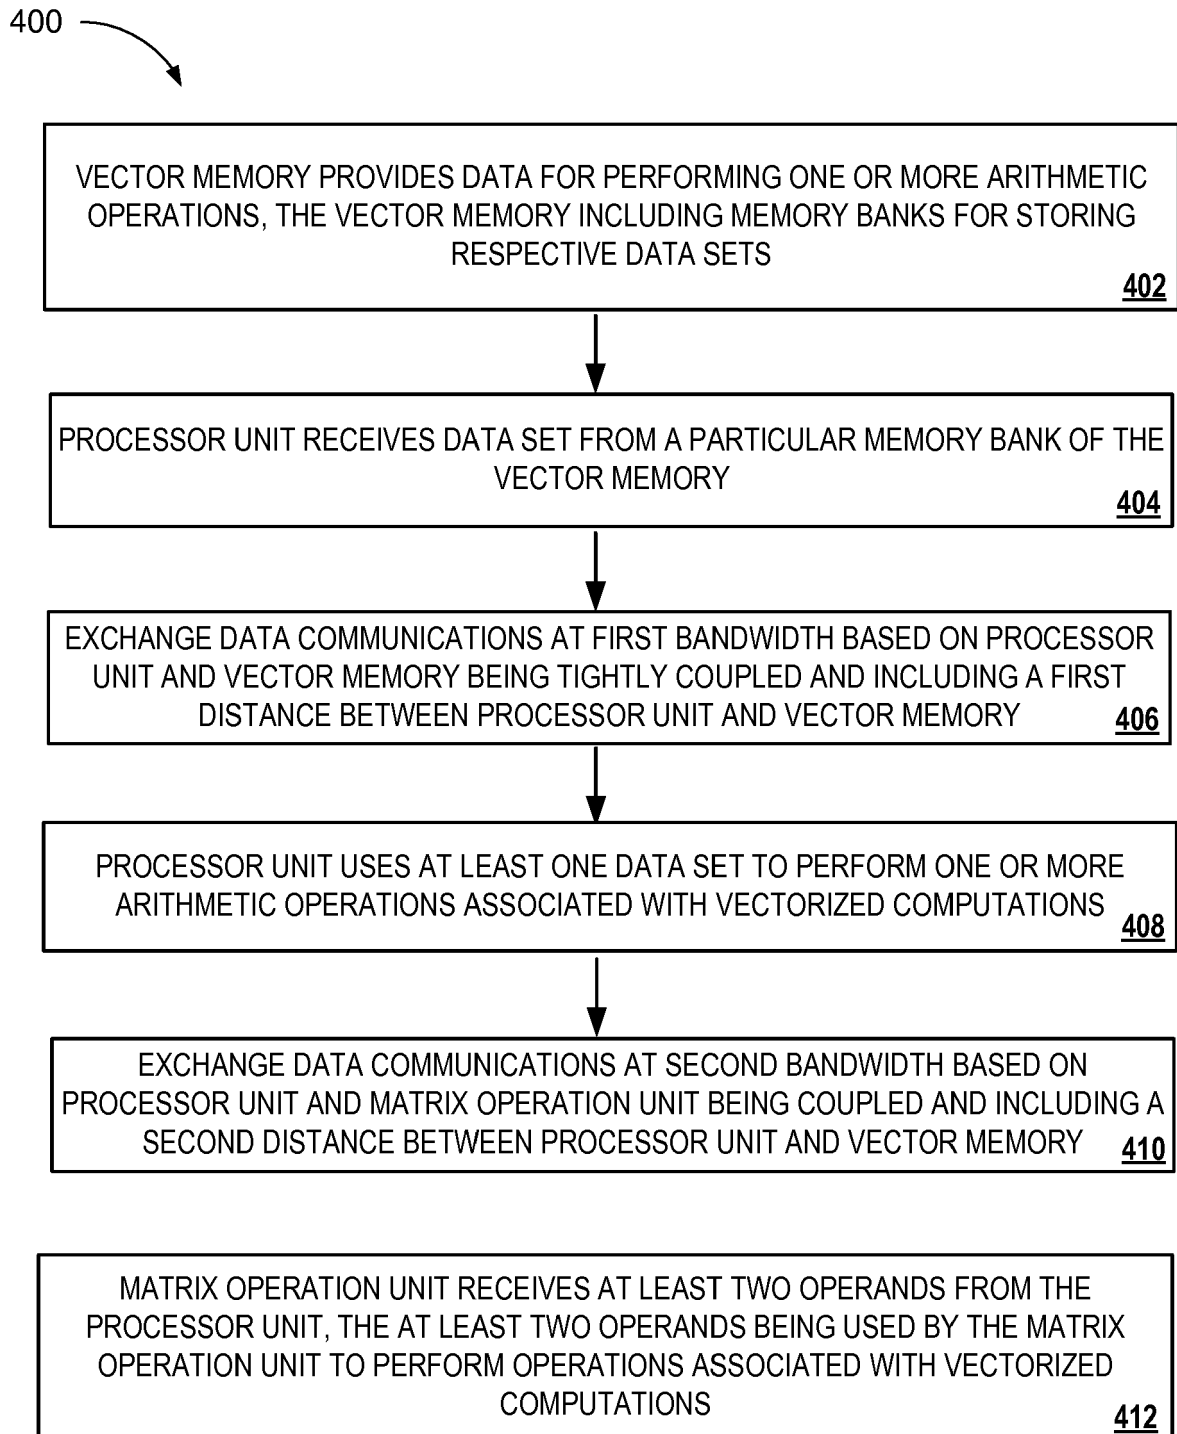 400
VECTOR MEMORY PROVIDES DATA FOR PERFORMING ONE OR MORE ARITHMETIC
OPERATIONS, THE VECTOR MEMORY INCLUDING MEMORY BANKS FOR STORING
RESPECTIVE DATA SETS
402
PROCESSOR UNIT RECEIVES DATA SET FROM A PARTICULAR MEMORY BANK OF THE
VECTOR MEMORY
404
EXCHANGE DATA COMMUNICATIONS AT FIRST BANDWIDTH BASED ON PROCESSOR
UNIT AND VECTOR MEMORY BEING TIGHTLY COUPLED AND INCLUDING A FIRST
DISTANCE BETWEEN PROCESSOR UNIT AND VECTOR MEMORY
406
PROCESSOR UNIT USES AT LEAST ONE DATA SET TO PERFORM ONE OR MORE
ARITHMETIC OPERATIONS ASSOCIATED WITH VECTORIZED COMPUTATIONS
408
EXCHANGE DATA COMMUNICATIONS AT SECOND BANDWIDTH BASED ON
PROCESSOR UNIT AND MATRIX OPERATION UNIT BEING COUPLED AND INCLUDING A
SECOND DISTANCE BETWEEN PROCESSOR UNIT AND VECTOR MEMORY
410
MATRIX OPERATION UNIT RECEIVES AT LEAST TWO OPERANDS FROM THE
PROCESSOR UNIT, THE AT LEAST TWO OPERANDS BEING USED BY THE MATRIX
OPERATION UNIT TO PERFORM OPERATIONS ASSOCIATED WITH VECTORIZED
COMPUTATIONS
412